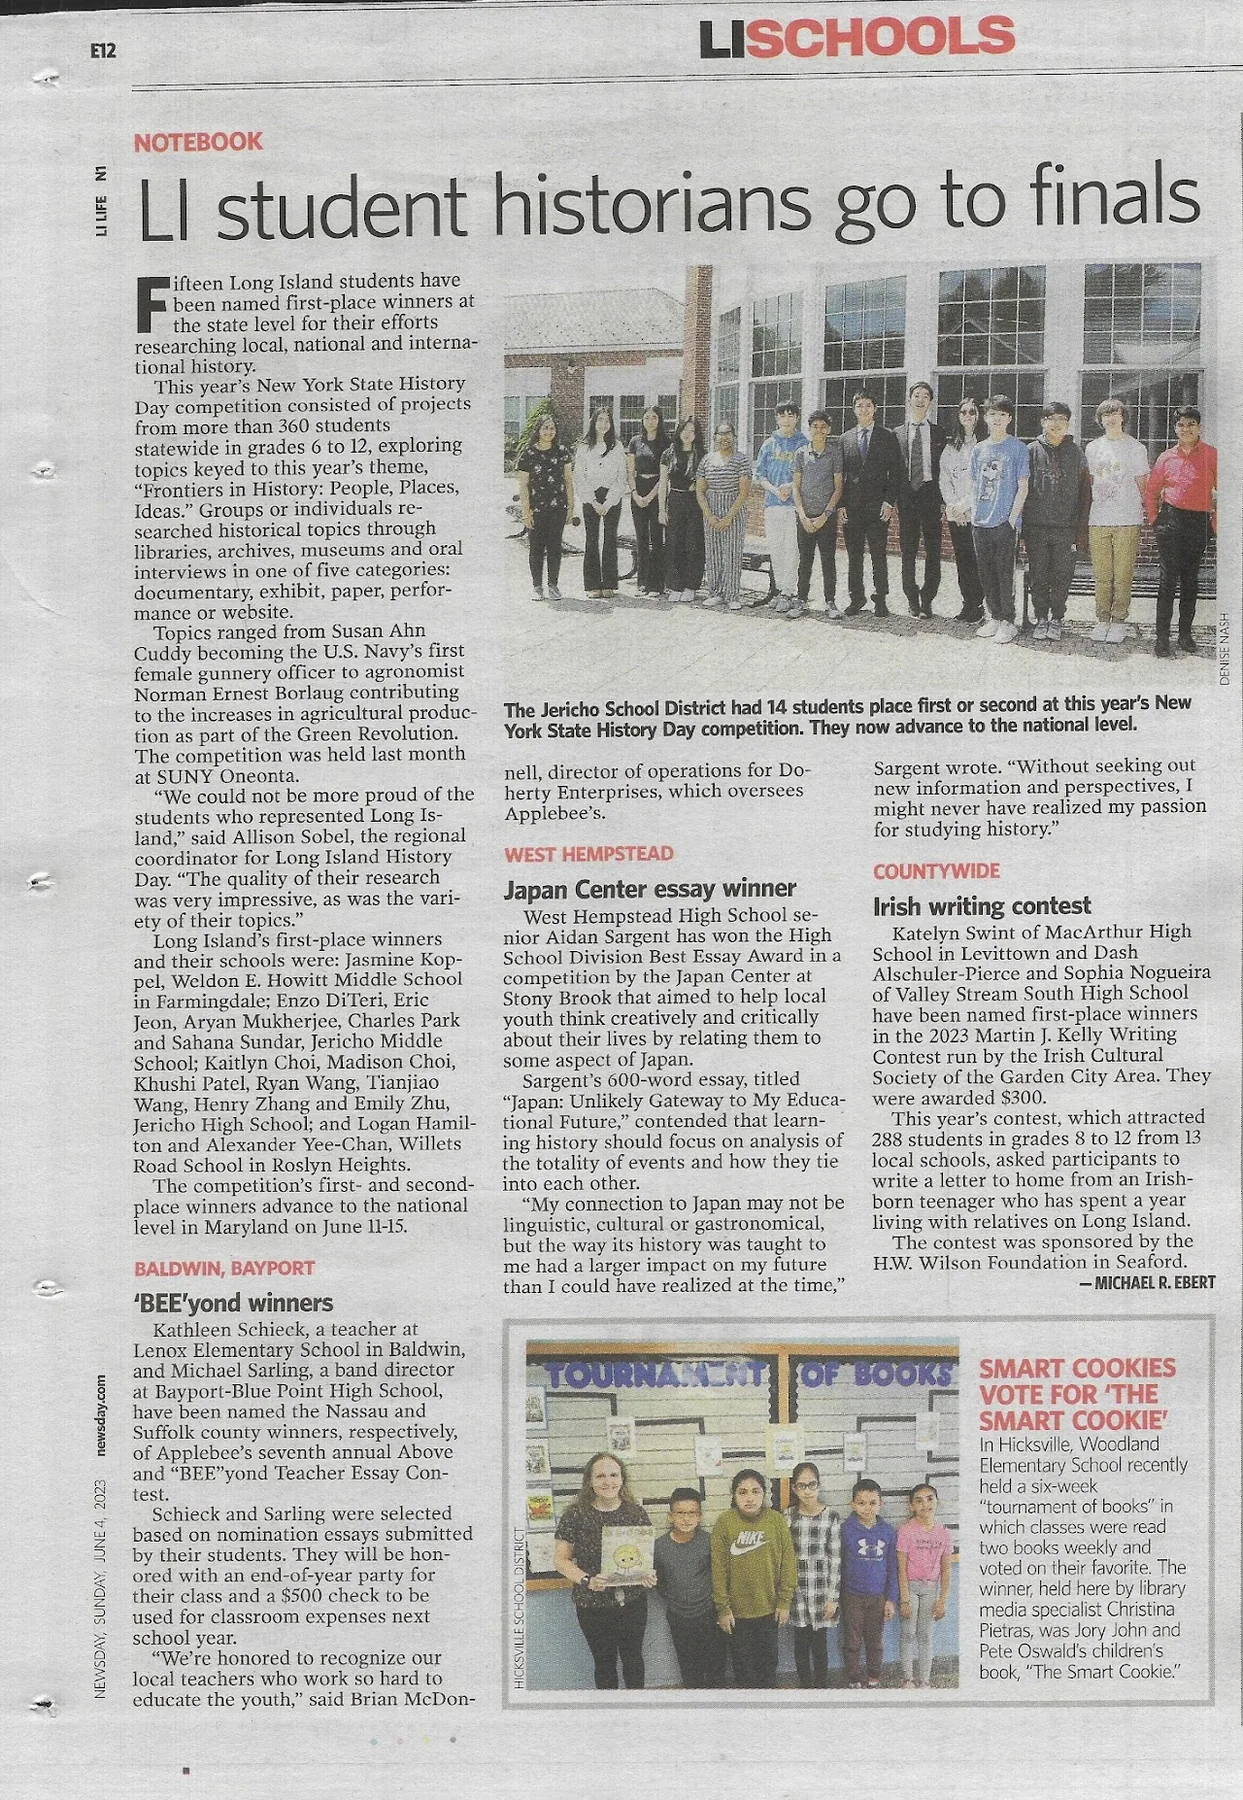 E12
LISCHOOLS
LI LIFE N1
NOTEBOOK
LI student historians go to finals
Fifteen Long Island students have
been named first-place winners at
the state level for their efforts
researching local, national and interna-
tional history.
This year's New York State History
Day competition consisted of projects
from more than 360 students
statewide in grades 6 to 12, exploring
topics keyed to this year's theme,
“Frontiers in History: People, Places,
Ideas.” Groups or individuals re-
searched historical topics through
libraries, archives, museums and oral
interviews in one of five categories:
documentary, exhibit, paper, perfor-
mance or website.
Topics ranged from Susan Ahn
Cuddy becoming the U.S. Navy's first
female gunnery officer to agronomist
Norman Ernest Borlaug contributing
to the increases in agricultural produc-
tion as part of the Green Revolution.
The competition was held last month
at SUNY Oneonta.
“We could not be more proud of the
students who represented Long Is-
land,” said Allison Sobel, the regional
coordinator for Long Island History
Day. “The quality of their research
was very impressive, as was the vari-
ety of their topics.”
Long Island's first-place winners
and their schools were: Jasmine Kop-
pel, Weldon E. Howitt Middle School
in Farmingdale; Enzo DiTeri, Eric
Jeon, Aryan Mukherjee, Charles Park
and Sahana Sundar, Jericho Middle
School; Kaitlyn Choi, Madison Choi,
Khushi Patel, Ryan Wang, Tianjiao
Wang, Henry Zhang and Emily Zhu,
Jericho High School; and Logan Hamil-
ton and Alexander Yee-Chan, Willets
Road School in Roslyn Heights.
The competition's first- and second-
place winners advance to the national
level in Maryland on June 11-15.
BALDWIN, BAYPORT
‘BEE’yond winners
Kathleen Schieck, a teacher at
Lenox Elementary School in Baldwin,
and Michael Sarling, a band director
at Bayport-Blue Point High School,
have been named the Nassau and
Suffolk county winners, respectively,
of Applebee's seventh annual Above
and “BEE”yond Teacher Essay Con-
test.
Schieck and Sarling were selected
based on nomination essays submitted
by their students. They will be hon-
ored with an end-of-year party for
their class and a $500 check to be
used for classroom expenses next
school year.
“We're honored to recognize our
local teachers who work so hard to
educate the youth,” said Brian McDon-
DENISE NASH
The Jericho School District had 14 students place first or second at this year's New
York State History Day competition. They now advance to the national level.
nell, director of operations for Do-
herty Enterprises, which oversees
Applebee's.
WEST HEMPSTEAD
Japan Center essay winner
West Hempstead High School se-
nior Aidan Sargent has won the High
School Division Best Essay Award in a
competition by the Japan Center at
Stony Brook that aimed to help local
youth think creatively and critically
about their lives by relating them to
some aspect of Japan.
Sargent's 600-word essay, titled
“Japan: Unlikely Gateway to My Educa-
tional Future,” contended that learn-
ing history should focus on analysis of
the totality of events and how they tie
into each other.
“My connection to Japan may not be
linguistic, cultural or gastronomical,
but the way its history was taught to
me had a larger impact on my future
than I could have realized at the time,”
Sargent wrote. “Without seeking out
new information and perspectives, I
might never have realized my passion
for studying history.”
COUNTYWIDE
Irish writing contest
Katelyn Swint of MacArthur High
School in Levittown and Dash
Alschuler-Pierce and Sophia Nogueira
of Valley Stream South High School
have been named first-place winners
in the 2023 Martin J. Kelly Writing
Contest run by the Irish Cultural
Society of the Garden City Area. They
were awarded $300.
This year's contest, which attracted
288 students in grades 8 to 12 from 13
local schools, asked participants to
write a letter to home from an Irish-
born teenager who has spent a year
living with relatives on Long Island.
The contest was sponsored by the
H.W. Wilson Foundation in Seaford.
— MICHAEL R. EBERT
TOURNAMENT OF BOOKS
NIKE
HICKSVILLE SCHOOL DISTRICT
SMART COOKIES
VOTE FOR ‘THE
SMART COOKIE’
In Hicksville, Woodland
Elementary School recently
held a six-week
“tournament of books” in
which classes were read
two books weekly and
voted on their favorite. The
winner, held here by library
media specialist Christina
Pietras, was Jory John and
Pete Oswald's children's
book, “The Smart Cookie.”
NEWSDAY, SUNDAY, JUNE 4, 2023 newsday.com